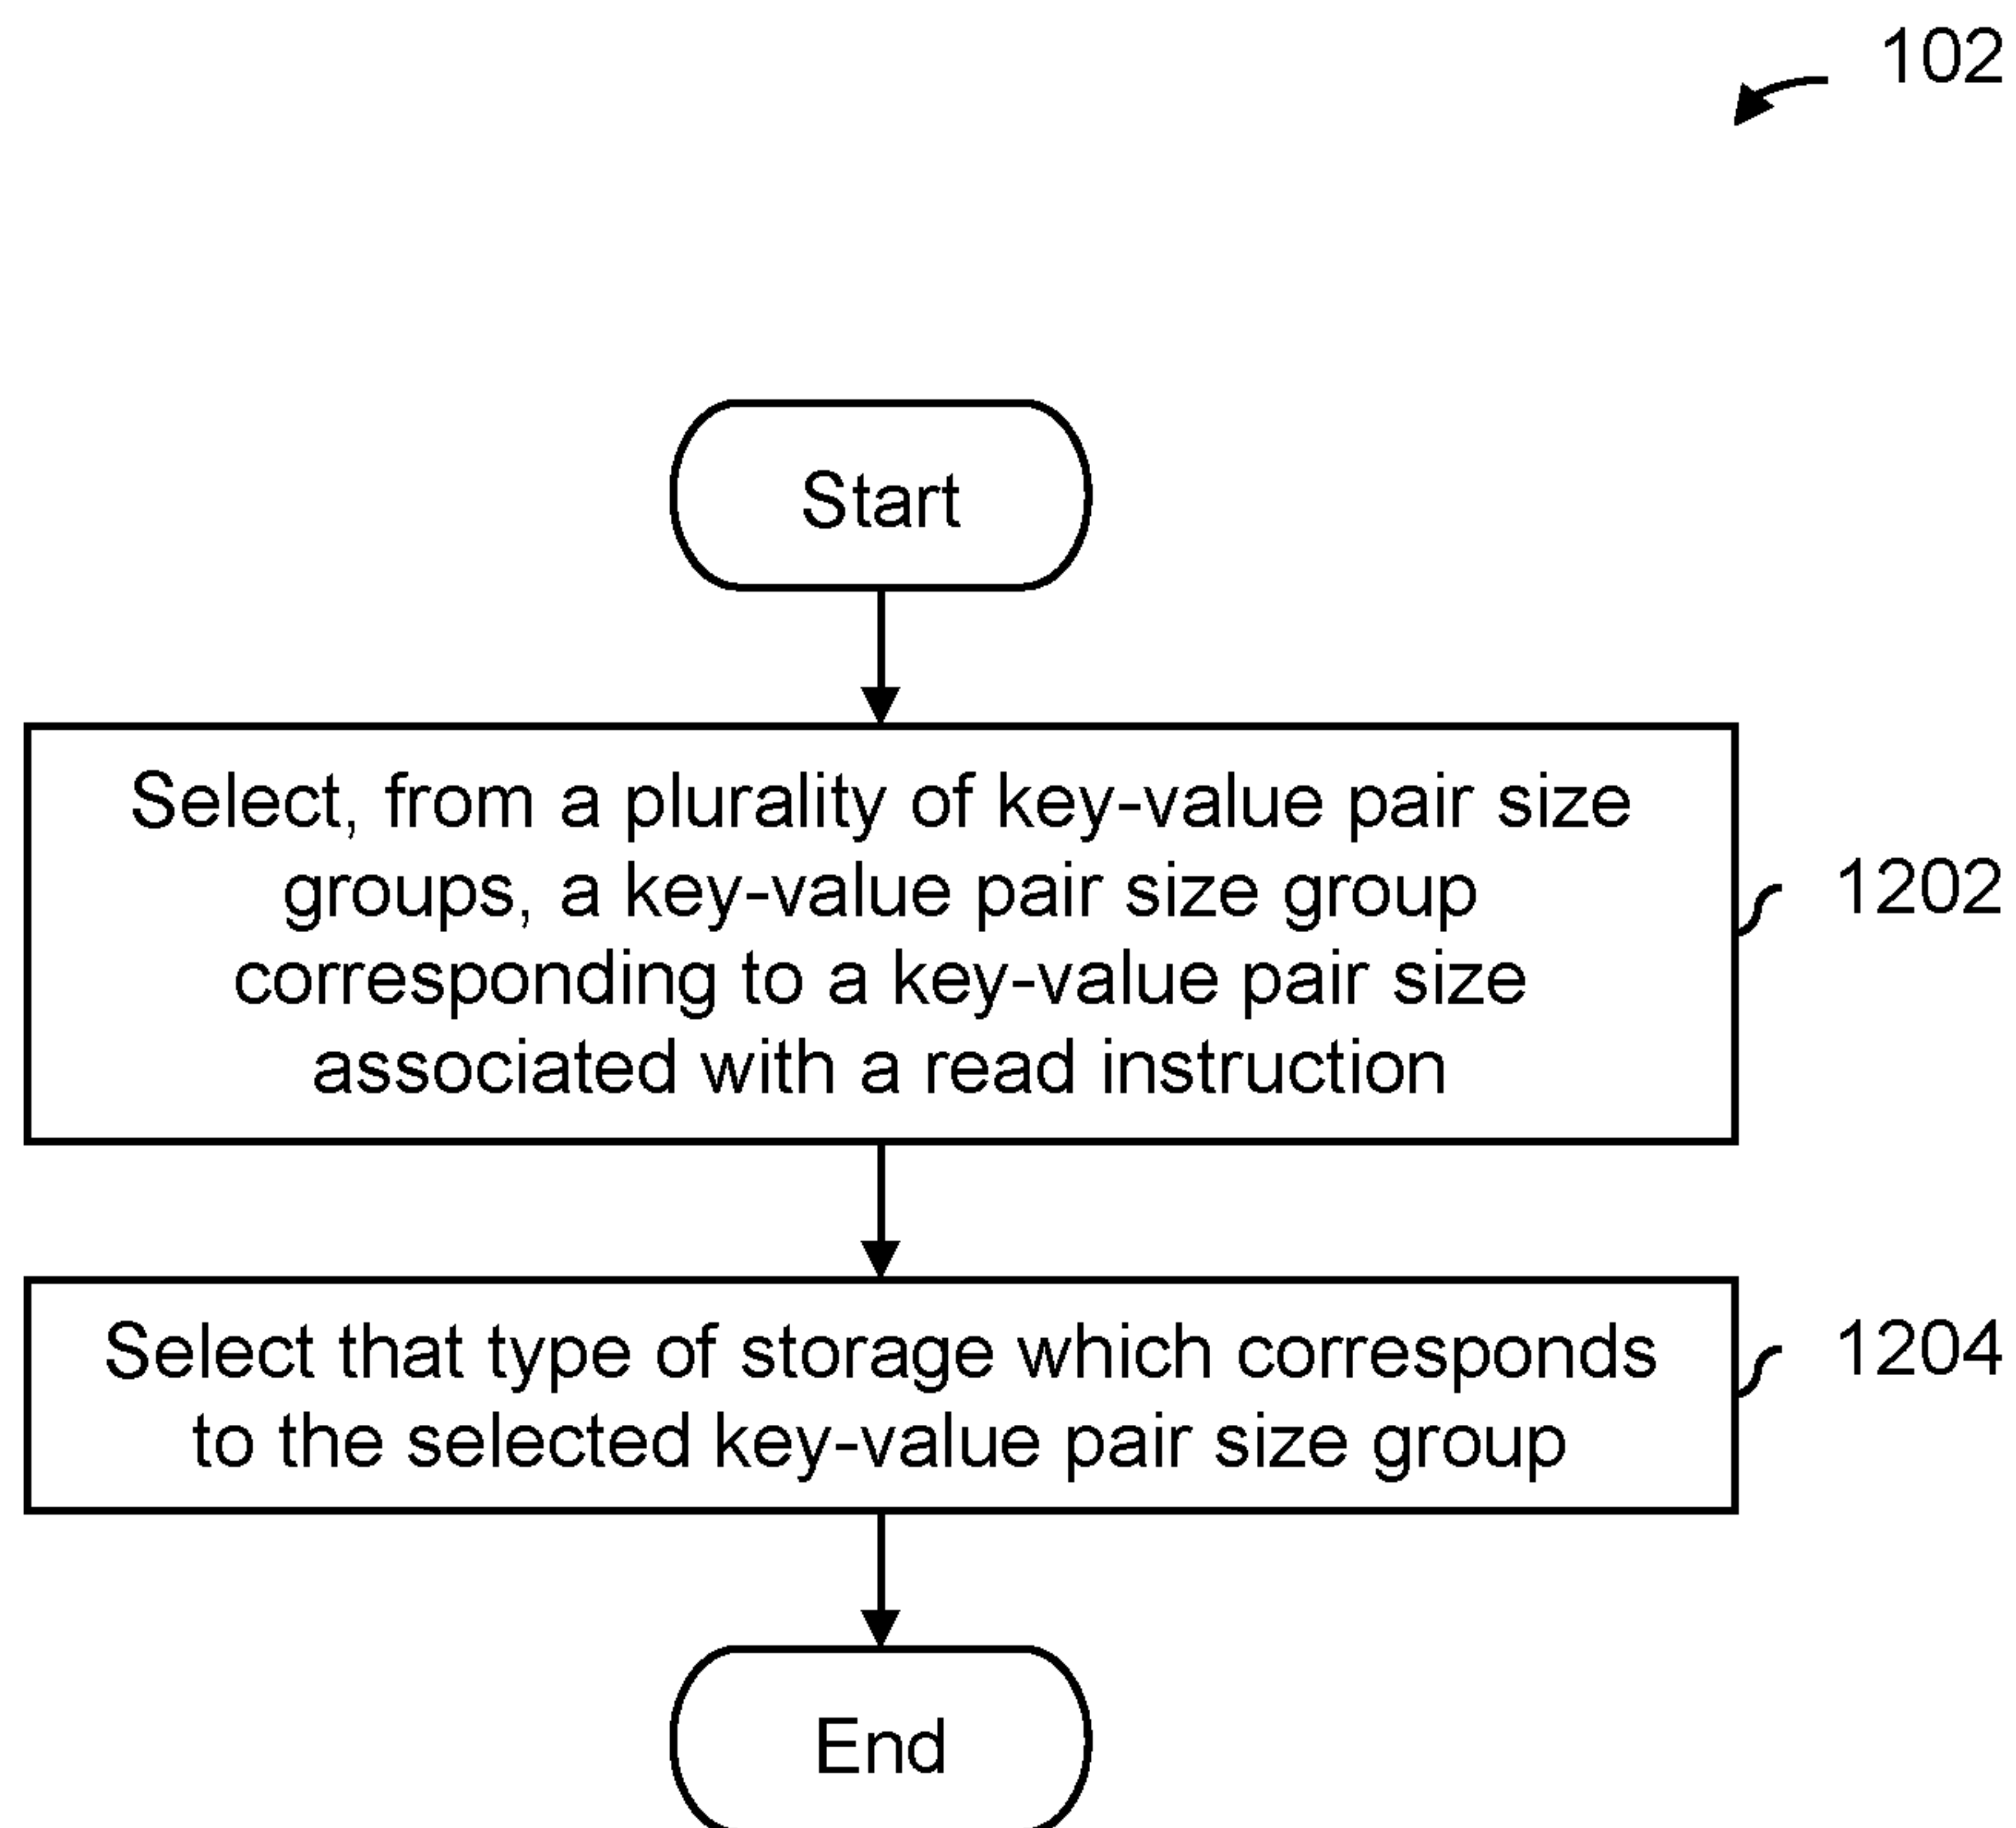 102
Start
Select, from a plurality of key-value pair size
groups, a key-value pair size group
corresponding to a key-value pair size
associated with a read instruction
1202
Select that type of storage which corresponds
to the selected key-value pair size group
1204
End